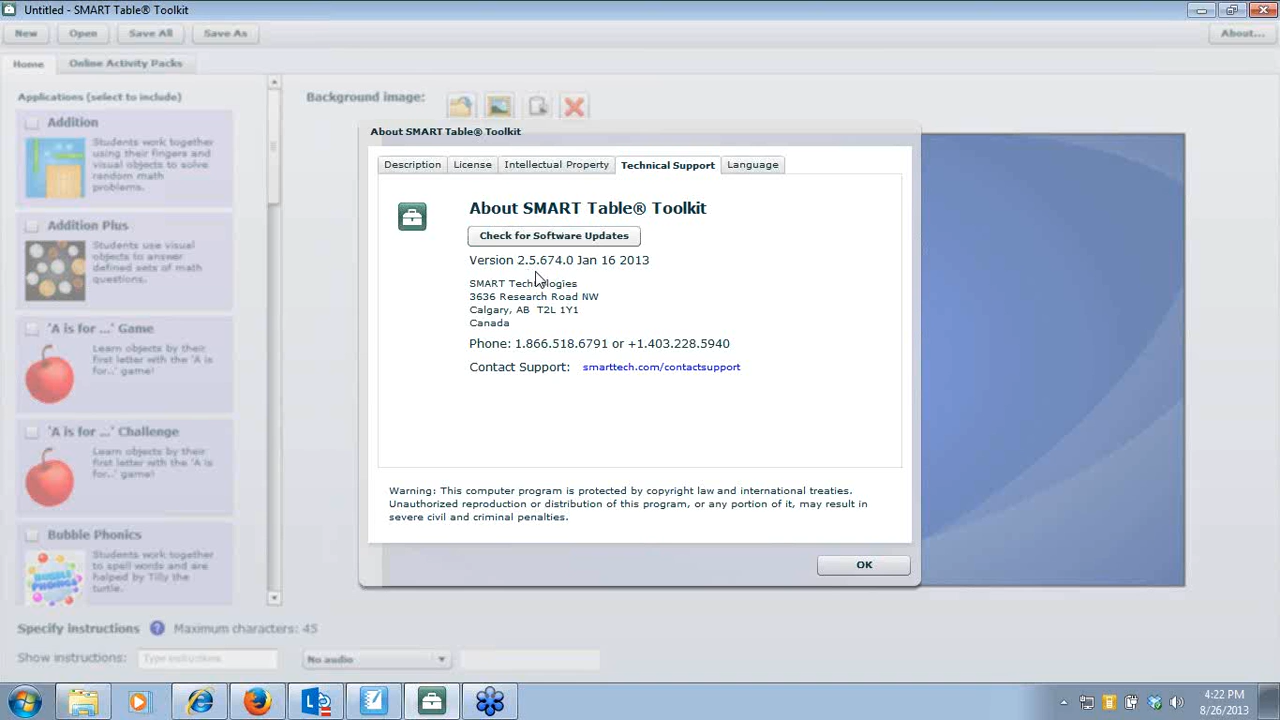 Untitled - SMART Table® Toolkit
New Open Save All Save As About...
Home Online Activity Packs
Applications (select to include)
Background image:
Addition
Students work together
using their fingers and
visual objects to solve
random math
problems.
Addition Plus
Students use visual
objects to answer
defined sets of math
questions.
'A is for ...' Game
Learn objects by their
first letter with the 'A is
for..' game!
'A is for ...' Challenge
Learn objects by their
first letter with the 'A is
for..' game!
Bubble Phonics
Students work together
to spell words and are
helped by Tilly the
turtle.
BUBBLE
PHONICS
Specify instructions ? Maximum characters: 45
Show instructions: Type instructions No audio
About SMART Table® Toolkit
Description License Intellectual Property Technical Support Language
About SMART Table® Toolkit
Check for Software Updates
Version 2.5.674.0 Jan 16 2013
SMART Technologies
3636 Research Road NW
Calgary, AB T2L 1Y1
Canada
Phone: 1.866.518.6791 or +1.403.228.5940
Contact Support: smarttech.com/contactsupport
Warning: This computer program is protected by copyright law and international treaties.
Unauthorized reproduction or distribution of this program, or any portion of it, may result in
severe civil and criminal penalties.
OK
4:22 PM
8/26/2013